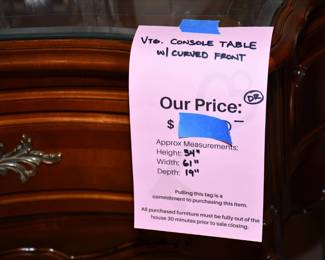 VTG. CONSOLE TABLE
W/ CURVED FRONT
DR
Our Price:
$
Approx Measurements:
Height: 34"
Width: 61"
Depth: 19"
Pulling this tag is a
commitment to purchasing this item.
All purchased furniture must be fully out of the
house 30 minutes prior to sale closing.